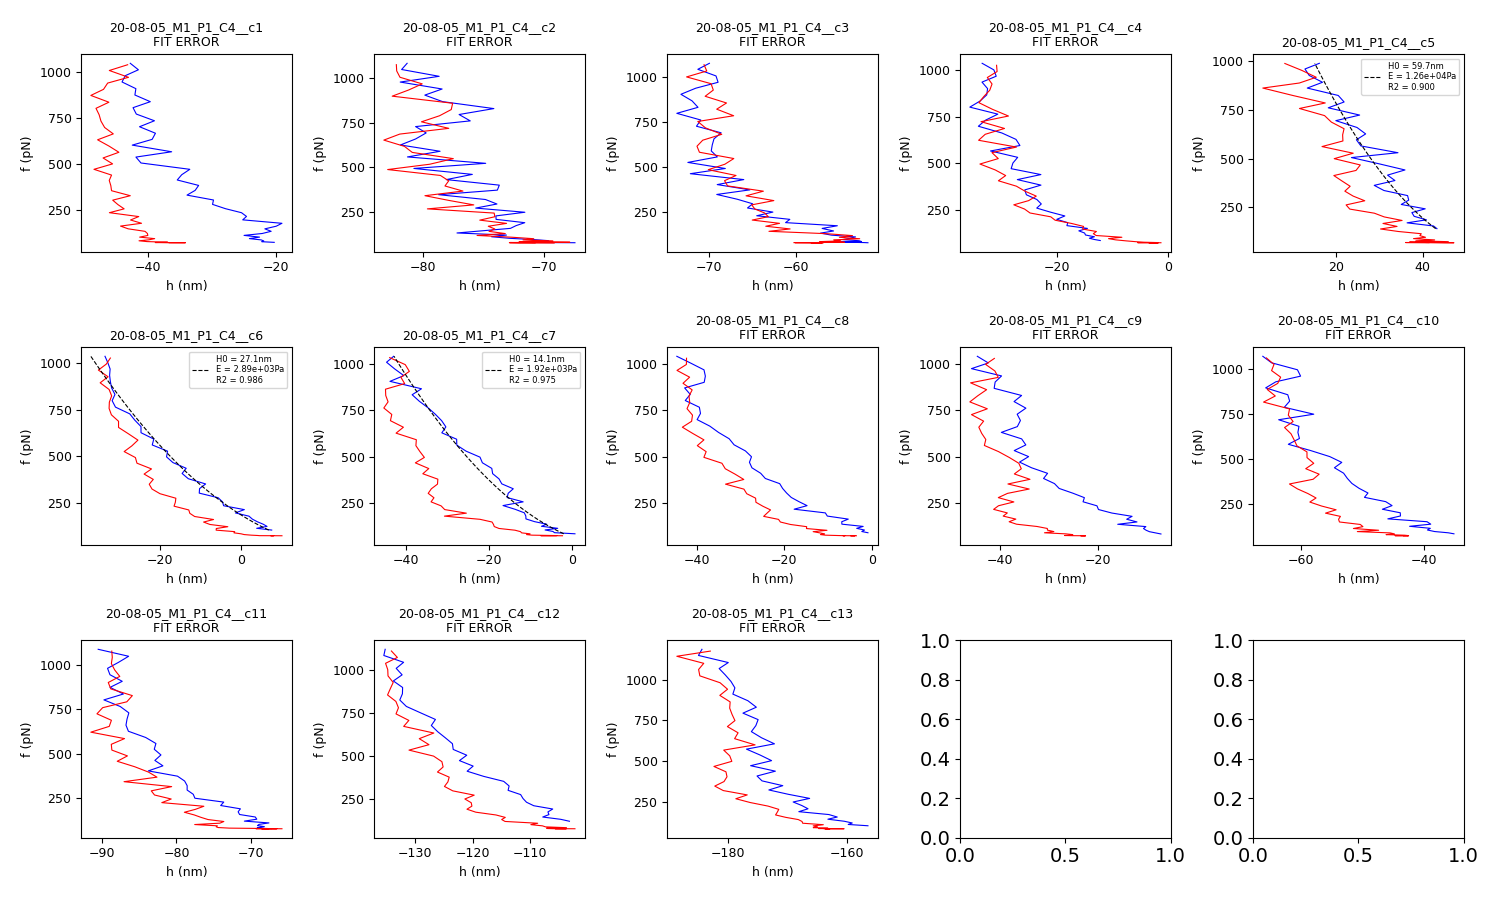 20-08-05_M1_P1_C4__c1
FIT ERROR
f (pN)
1000
750
500
250
−40
−20
h (nm)
20-08-05_M1_P1_C4__c2
FIT ERROR
f (pN)
1000
750
500
250
−80
−70
h (nm)
20-08-05_M1_P1_C4__c3
FIT ERROR
f (pN)
1000
750
500
250
−70
−60
h (nm)
20-08-05_M1_P1_C4__c4
FIT ERROR
f (pN)
1000
750
500
250
−20
0
h (nm)
20-08-05_M1_P1_C4__c5
H0 = 59.7nm
E = 1.26e+04Pa
R2 = 0.900
f (pN)
1000
750
500
250
20
40
h (nm)
20-08-05_M1_P1_C4__c6
H0 = 27.1nm
E = 2.89e+03Pa
R2 = 0.986
f (pN)
1000
750
500
250
−20
0
h (nm)
20-08-05_M1_P1_C4__c7
H0 = 14.1nm
E = 1.92e+03Pa
R2 = 0.975
f (pN)
1000
750
500
250
−40
−20
0
h (nm)
20-08-05_M1_P1_C4__c8
FIT ERROR
f (pN)
1000
750
500
250
−40
−20
0
h (nm)
20-08-05_M1_P1_C4__c9
FIT ERROR
f (pN)
1000
750
500
250
−40
−20
h (nm)
20-08-05_M1_P1_C4__c10
FIT ERROR
f (pN)
1000
750
500
250
−60
−40
h (nm)
20-08-05_M1_P1_C4__c11
FIT ERROR
f (pN)
1000
750
500
250
−90
−80
−70
h (nm)
20-08-05_M1_P1_C4__c12
FIT ERROR
f (pN)
1000
750
500
250
−130
−120
−110
h (nm)
20-08-05_M1_P1_C4__c13
FIT ERROR
f (pN)
1000
750
500
250
−180
−160
h (nm)
1.0
0.8
0.6
0.4
0.2
0.0
0.0
0.5
1.0
1.0
0.8
0.6
0.4
0.2
0.0
0.0
0.5
1.0